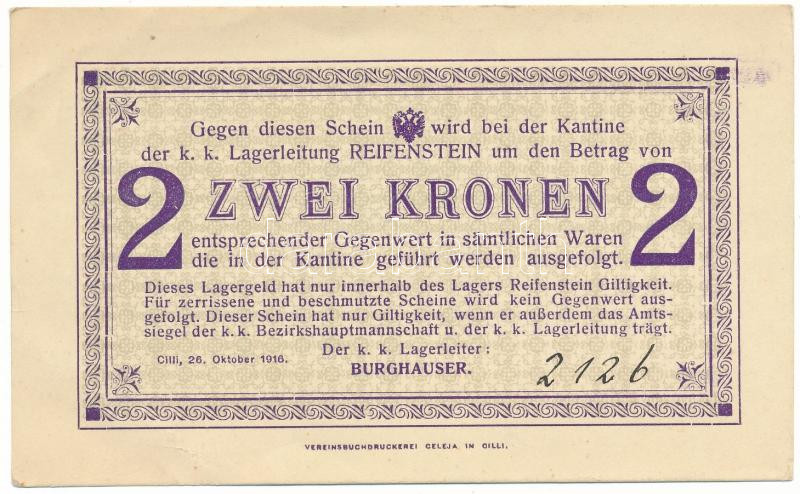 Gegen diesen Schein wird bei der Kantine
der k. k. Lagerleitung REIFENSTEIN um den Betrag von
2 ZWEI KRONEN 2
entsprechender Gegenwert in sämtlichen Waren
die in der Kantine geführt werden ausgefolgt.
Dieses Lagergeld hat nur innerhalb des Lagers Reifenstein Giltigkeit.
Für zerrissene und beschmutzte Scheine wird kein Gegenwert aus-
gefolgt. Dieser Schein hat nur Giltigkeit, wenn er außerdem das Amts-
siegel der k. k. Bezirkshauptmannschaft u. der k. k. Lagerleitung trägt.
Cilli, 26. Oktober 1916.
Der k. k. Lagerleiter:
BURGHAUSER.
2126
VEREINSBUCHDRUCKEREI CELEJA IN CILLI.